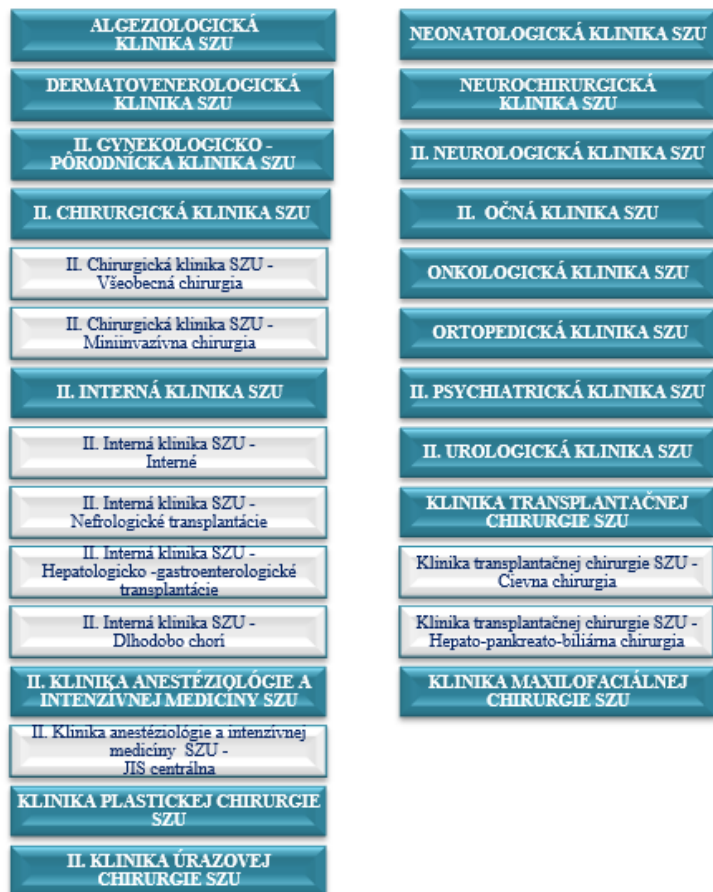 ALGEZIOLOGICKÁ
KLINIKA SZU
DERMATOVENEROLOGICKÁ
KLINIKA SZU
II. GYNEKOLOGICKO -
PÔRODNÍCKA KLINIKA SZU
II. CHIRURGICKÁ KLINIKA SZU
II. Chirurgická klinika SZU -
Všeobecná chirurgia
II. Chirurgická klinika SZU -
Miniinvazívna chirurgia
II. INTERNÁ KLINIKA SZU
II. Interná klinika SZU -
Interné
II. Interná klinika SZU -
Nefrologické transplantácie
II. Interná klinika SZU -
Hepatologicko -gastroenterologické
transplantácie
II. Interná klinika SZU -
Dlhodobo chorí
II. KLINIKA ANESTÉZIOLÓGIE A
INTENZÍVNEJ MEDICÍNY SZU
II. Klinika anestéziológie a intenzívnej
medicíny SZU -
JIS centrálna
KLINIKA PLASTICKEJ CHIRURGIE
SZU
II. KLINIKA ÚRAZOVEJ
CHIRURGIE SZU
NEONATOLOGICKÁ KLINIKA SZU
NEUROCHIRURGICKÁ
KLINIKA SZU
II. NEUROLOGICKÁ KLINIKA SZU
II. OČNÁ KLINIKA SZU
ONKOLOGICKÁ KLINIKA SZU
ORTOPEDICKÁ KLINIKA SZU
II. PSYCHIATRICKÁ KLINIKA SZU
II. UROLOGICKÁ KLINIKA SZU
KLINIKA TRANSPLANTAČNEJ
CHIRURGIE SZU
Klinika transplantačnej chirurgie SZU -
Cievna chirurgia
Klinika transplantačnej chirurgie SZU -
Hepato-pankreato-biliárna chirurgia
KLINIKA MAXILOFACIÁLNEJ
CHIRURGIE SZU